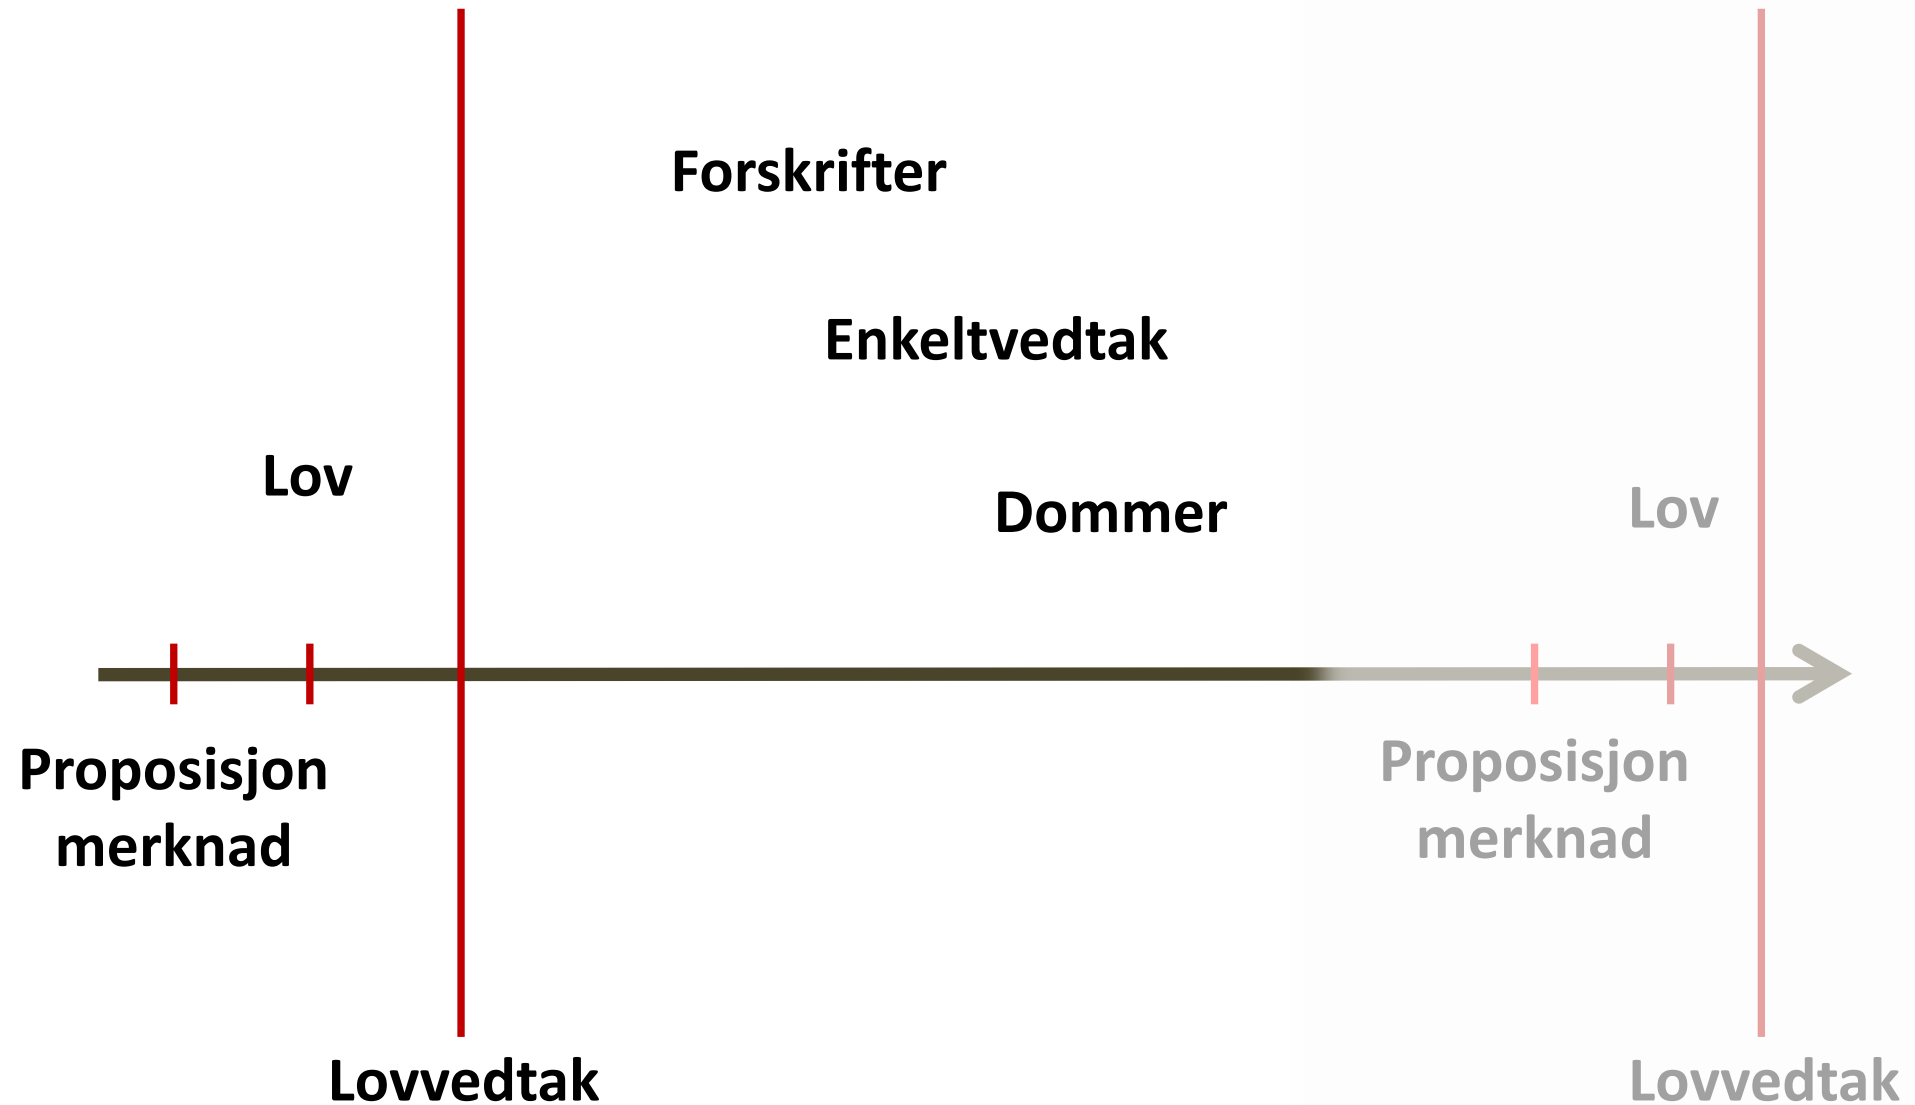 Forskrifter
Enkeltvedtak
Lov
Dommer
Lov
Proposisjon
merknad
Proposisjon
merknad
Lovvedtak
Lovvedtak